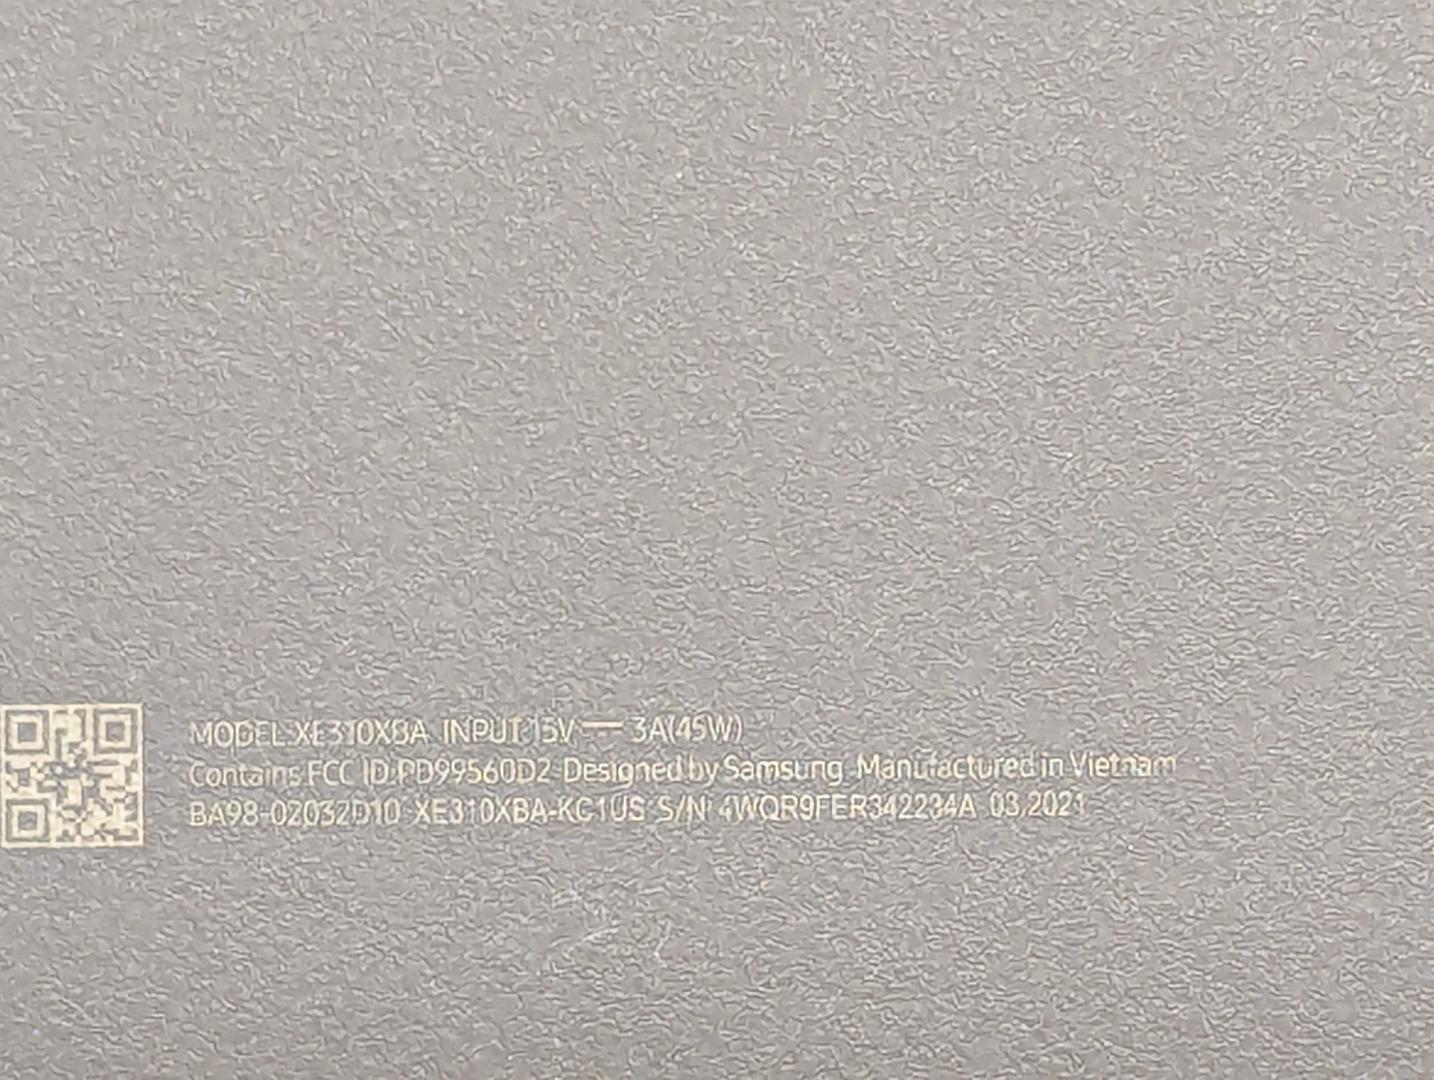 MODEL:XE310XBA INPUT:15V ⎓ 3A(45W)
Contains FCC ID:PD99560D2 Designed by Samsung Manufactured in Vietnam
BA98-02032D10 XE310XBA-KC1US S/N: 4WQR9FER342234A 03.2021